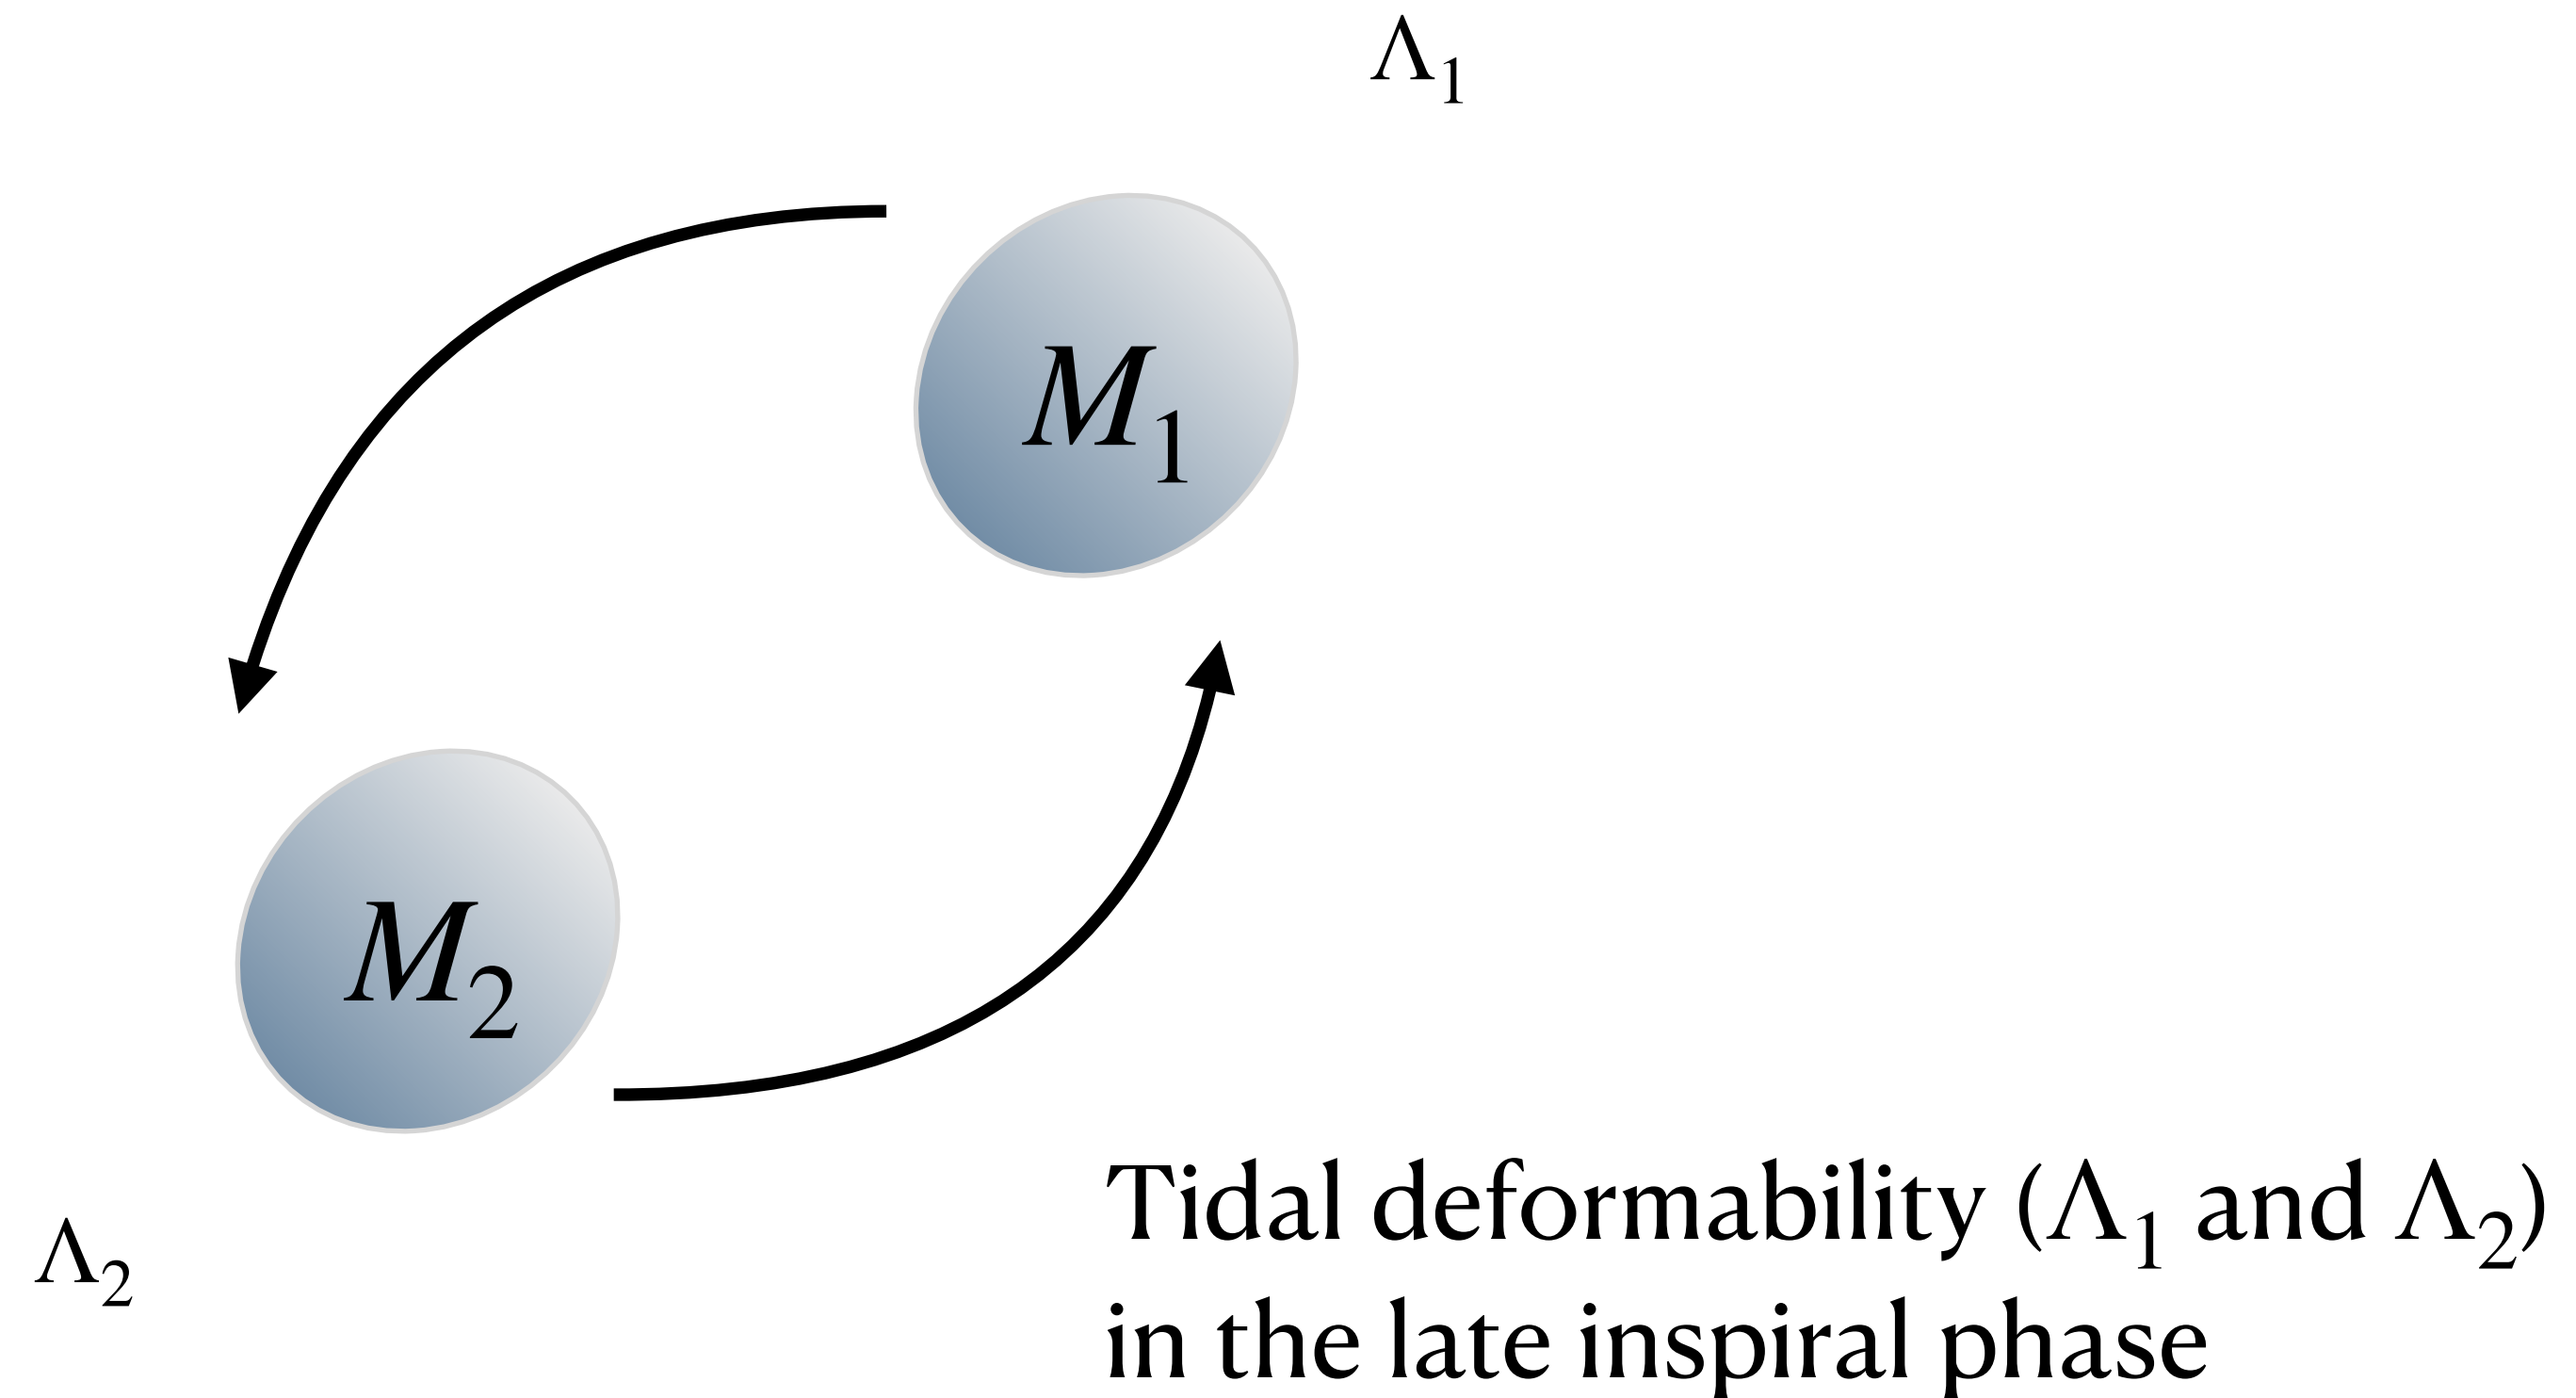 Λ₁
M₁
M₂
Λ₂
Tidal deformability (Λ₁ and Λ₂)
in the late inspiral phase